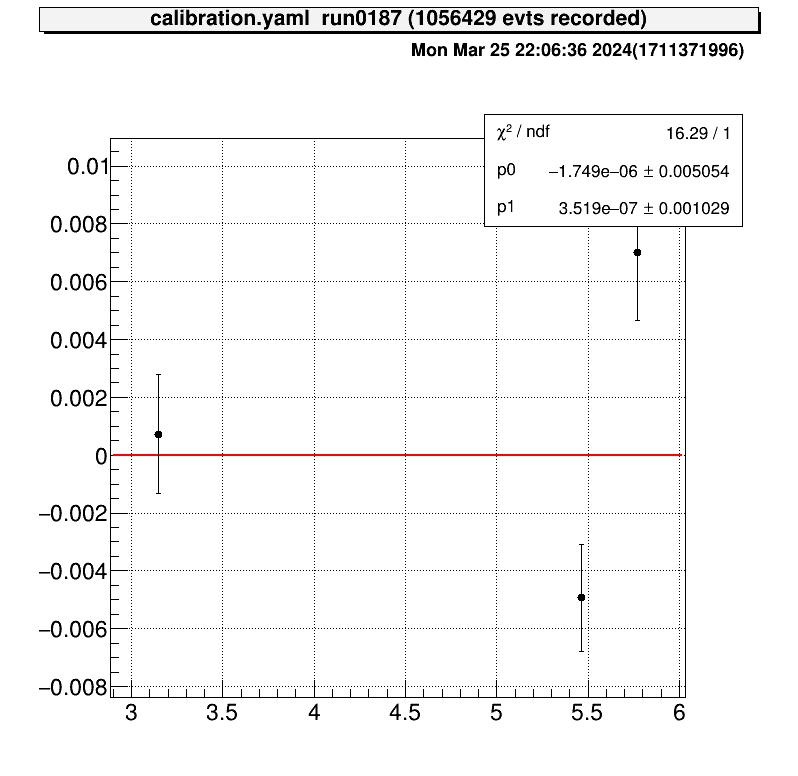 calibration.yaml run0187 (1056429 evts recorded)
Mon Mar 25 22:06:36 2024(1711371996)
χ² / ndf 16.29 / 1
p0 −1.749e−06 ± 0.005054
p1 3.519e−07 ± 0.001029
0.01
0.008
0.006
0.004
0.002
0
−0.002
−0.004
−0.006
−0.008
3 3.5 4 4.5 5 5.5 6